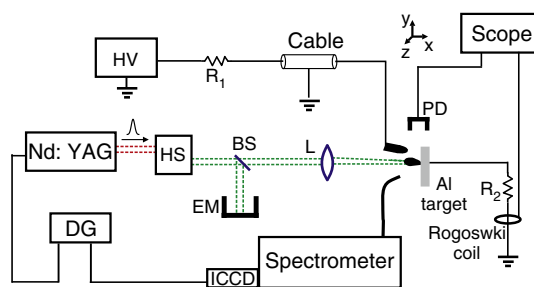 Cable
y
z x
Scope
HV
R1
PD
Nd: YAG
HS
BS
L
Al
target
EM
R2
DG
Rogoswki
coil
Spectrometer
ICCD